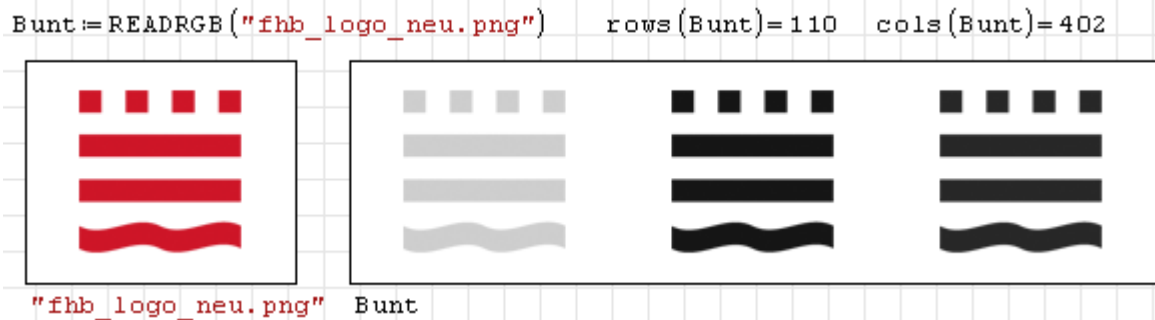 Bunt:=READRGB("fhb_logo_neu.png") rows(Bunt)=110 cols(Bunt)=402
"fhb_logo_neu.png" Bunt